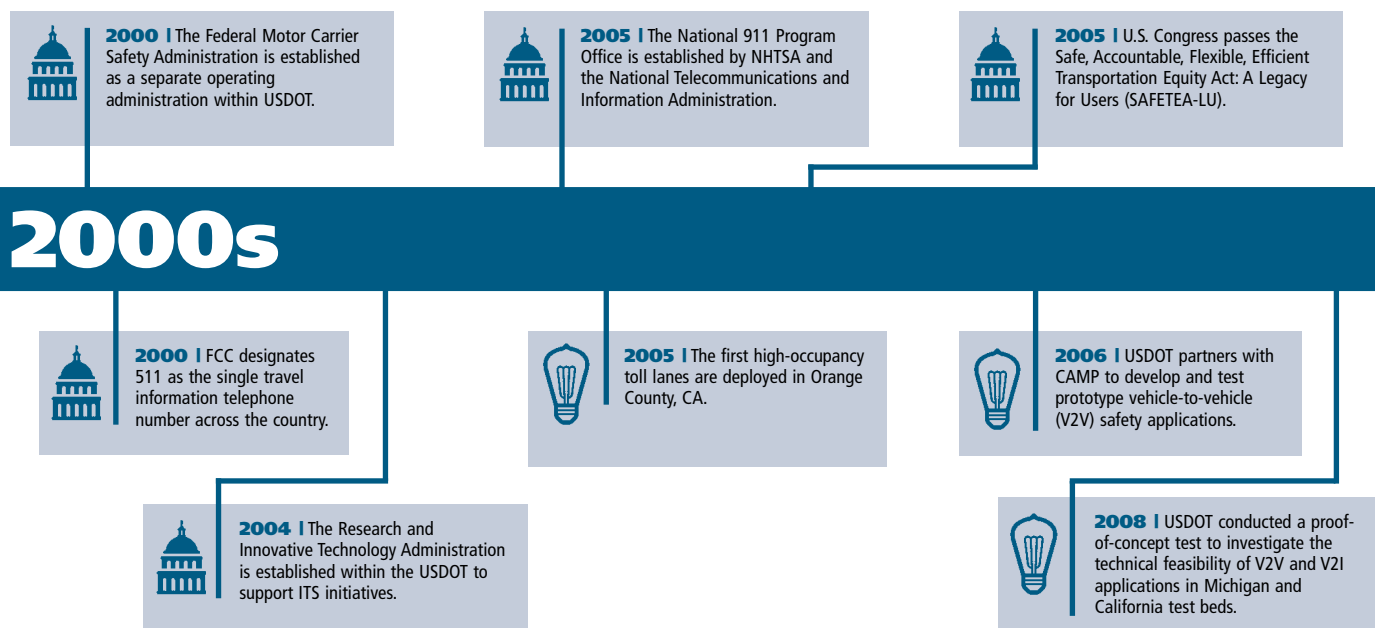 2000 | The Federal Motor Carrier
Safety Administration is established
as a separate operating
administration within USDOT.
2005 | The National 911 Program
Office is established by NHTSA and
the National Telecommunications and
Information Administration.
2005 | U.S. Congress passes the
Safe, Accountable, Flexible, Efficient
Transportation Equity Act: A Legacy
for Users (SAFETEA-LU).
2000s
2000 | FCC designates
511 as the single travel
information telephone
number across the country.
2005 | The first high-occupancy
toll lanes are deployed in Orange
County, CA.
2006 | USDOT partners with
CAMP to develop and test
prototype vehicle-to-vehicle
(V2V) safety applications.
2004 | The Research and
Innovative Technology Administration
is established within the USDOT to
support ITS initiatives.
2008 | USDOT conducted a proof-
of-concept test to investigate the
technical feasibility of V2V and V2I
applications in Michigan and
California test beds.